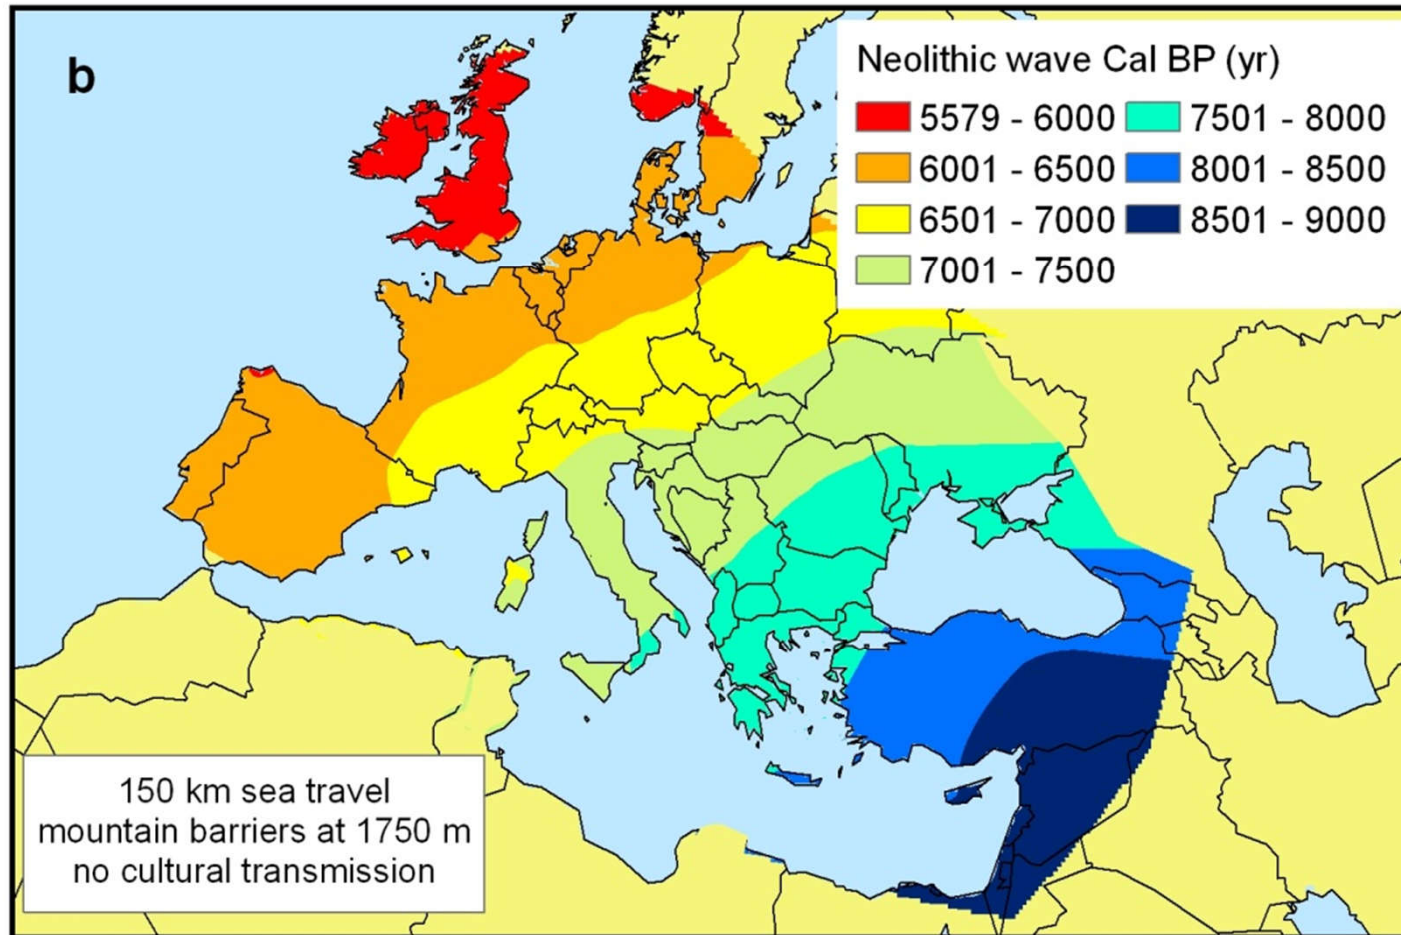 b
Neolithic wave Cal BP (yr)
5579 - 6000 7501 - 8000
6001 - 6500 8001 - 8500
6501 - 7000 8501 - 9000
7001 - 7500
150 km sea travel
mountain barriers at 1750 m
no cultural transmission